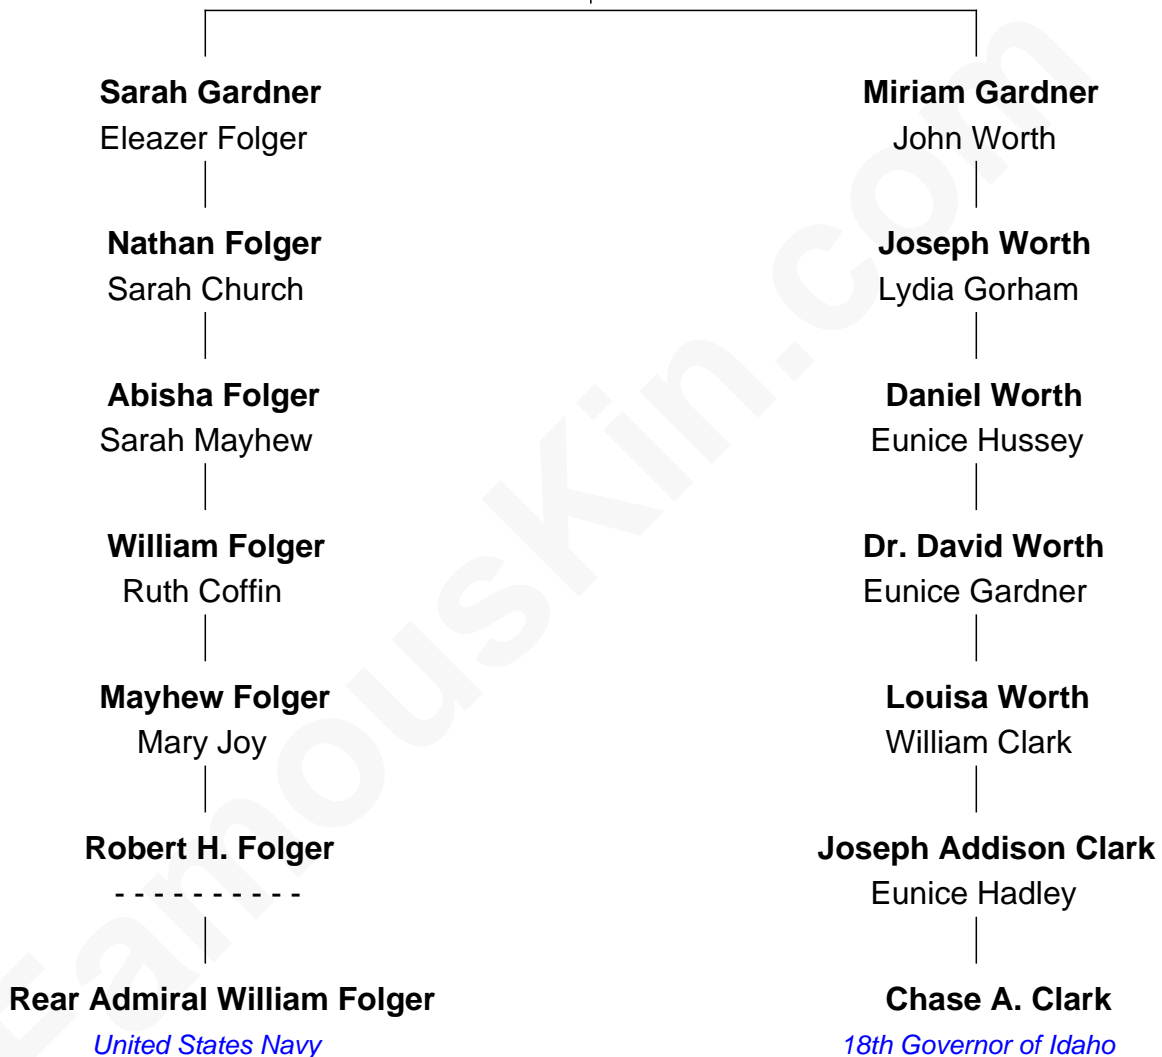 Sarah Gardner
Eleazer Folger
Nathan Folger
Sarah Church
Abisha Folger
Sarah Mayhew
William Folger
Ruth Coffin
Mayhew Folger
Mary Joy
Robert H. Folger
- - - - - - - - - -
Rear Admiral William Folger
United States Navy
Miriam Gardner
John Worth
Joseph Worth
Lydia Gorham
Daniel Worth
Eunice Hussey
Dr. David Worth
Eunice Gardner
Louisa Worth
William Clark
Joseph Addison Clark
Eunice Hadley
Chase A. Clark
18th Governor of Idaho
FamousKin.com